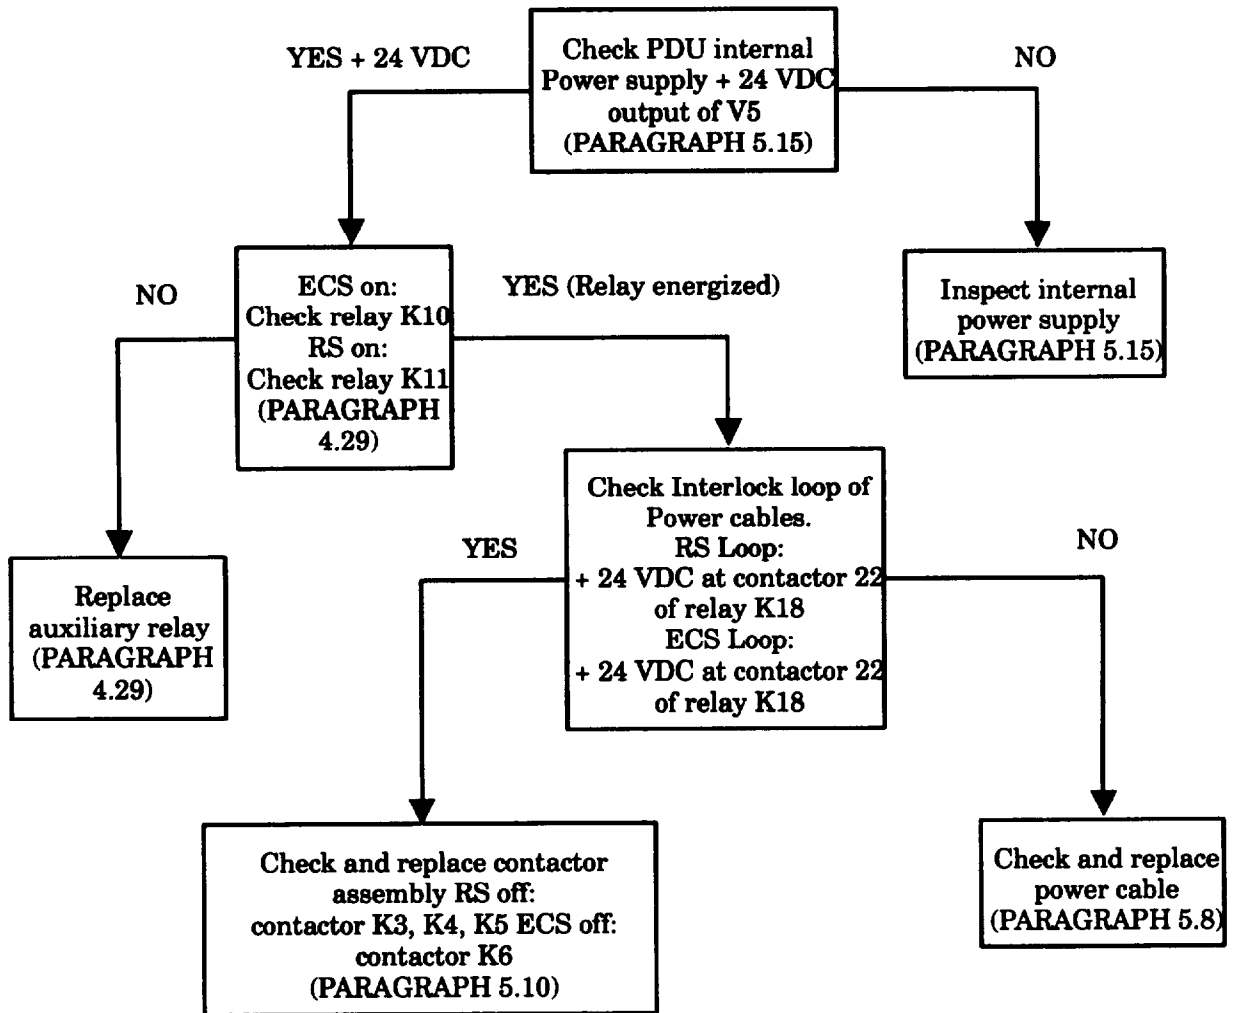 YES + 24 VDC
Check PDU internal
Power supply + 24 VDC
output of V5
(PARAGRAPH 5.15)
NO
NO
ECS on:
Check relay K10
RS on:
Check relay K11
(PARAGRAPH
4.29)
YES (Relay energized)
Inspect internal
power supply
(PARAGRAPH 5.15)
Replace
auxiliary relay
(PARAGRAPH
4.29)
YES
Check Interlock loop of
Power cables.
RS Loop:
+ 24 VDC at contactor 22
of relay K18
ECS Loop:
+ 24 VDC at contactor 22
of relay K18
NO
Check and replace contactor
assembly RS off:
contactor K3, K4, K5 ECS off:
contactor K6
(PARAGRAPH 5.10)
Check and replace
power cable
(PARAGRAPH 5.8)